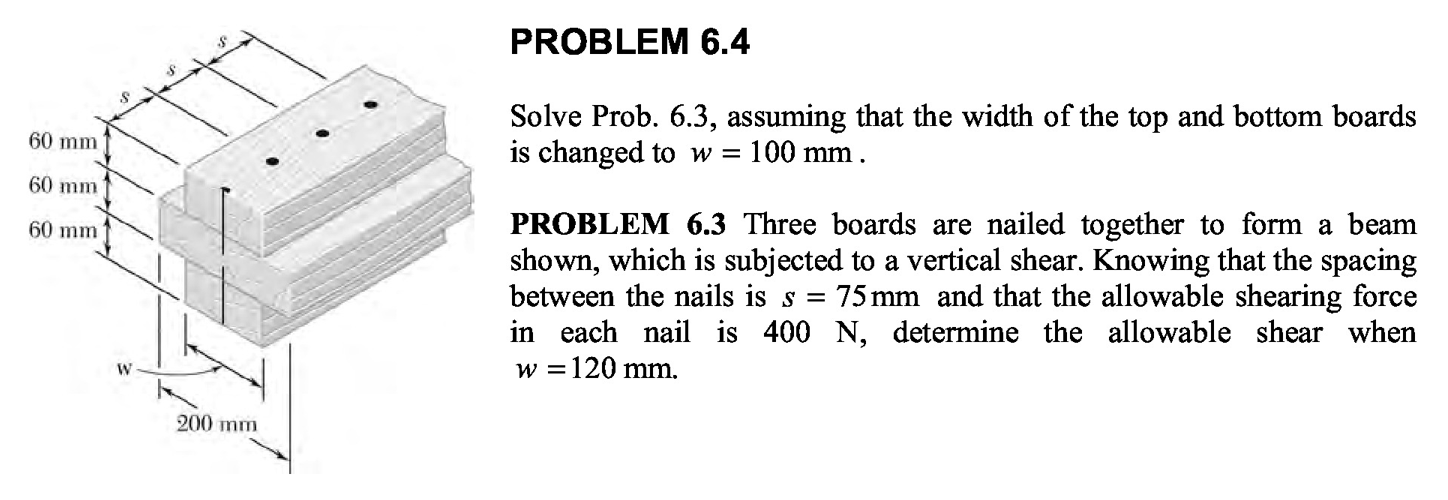 PROBLEM 6.4
Solve Prob. 6.3, assuming that the width of the top and bottom boards
is changed to w = 100 mm .
PROBLEM 6.3 Three boards are nailed together to form a beam
shown, which is subjected to a vertical shear. Knowing that the spacing
between the nails is s = 75 mm and that the allowable shearing force
in each nail is 400 N, determine the allowable shear when
w = 120 mm.
s
s
s
60 mm
60 mm
60 mm
w
200 mm